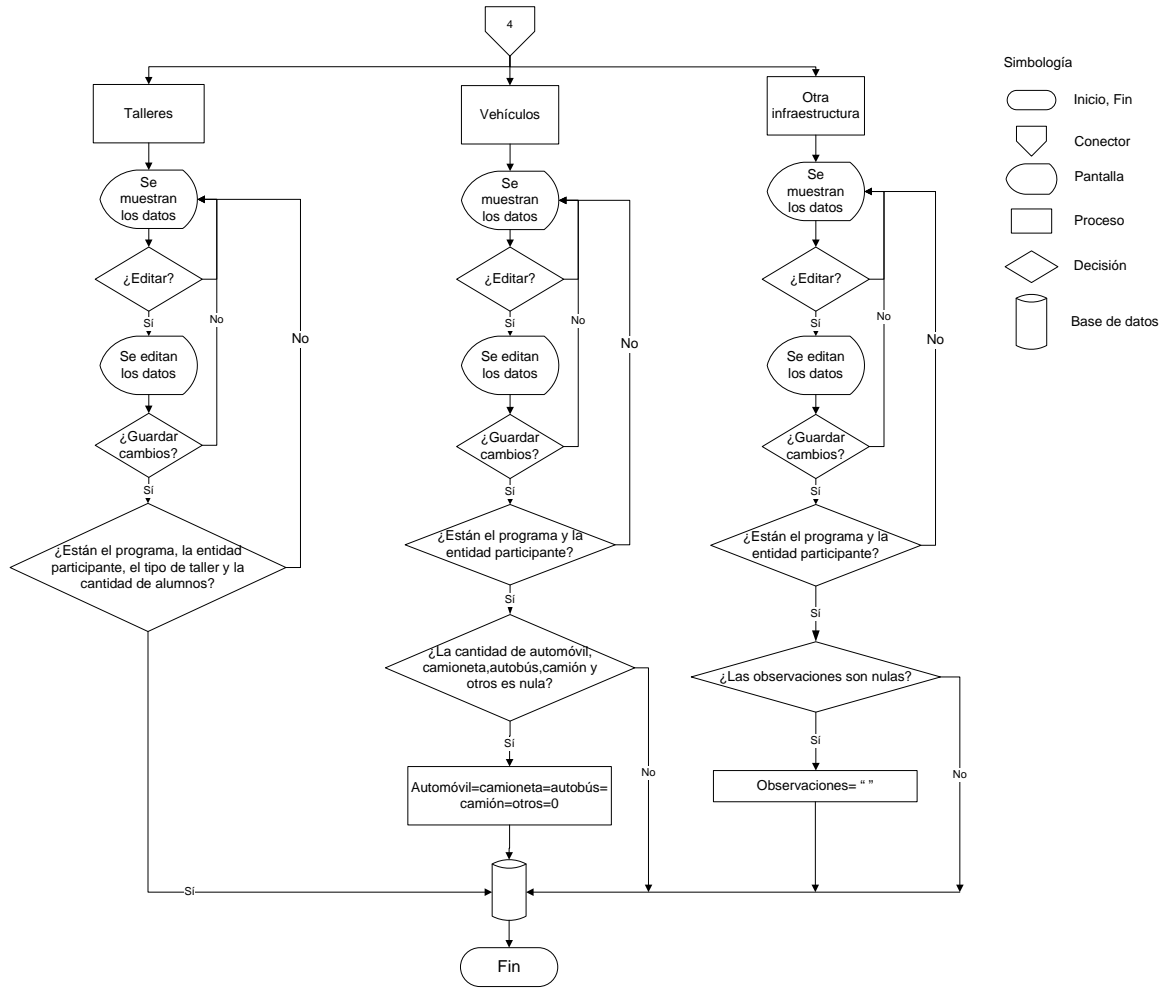 4
Talleres
Se
muestran
los datos
¿Editar?
Sí
No
No
Se editan
los datos
¿Guardar
cambios?
Sí
¿Están el programa, la entidad
participante, el tipo de taller y la
cantidad de alumnos?
Sí
Vehículos
Se
muestran
los datos
¿Editar?
Sí
No
No
Se editan
los datos
¿Guardar
cambios?
Sí
¿Están el programa y la
entidad participante?
Sí
¿La cantidad de automóvil,
camioneta,autobús,camión y
otros es nula?
Sí
No
Automóvil=camioneta=autobús=
camión=otros=0
Otra
infraestructura
Se
muestran
los datos
¿Editar?
Sí
No
No
Se editan
los datos
¿Guardar
cambios?
Sí
¿Están el programa y la
entidad participante?
Sí
¿Las observaciones son nulas?
Sí
No
Observaciones= “ ”
Fin
Simbología
Inicio, Fin
Conector
Pantalla
Proceso
Decisión
Base de datos